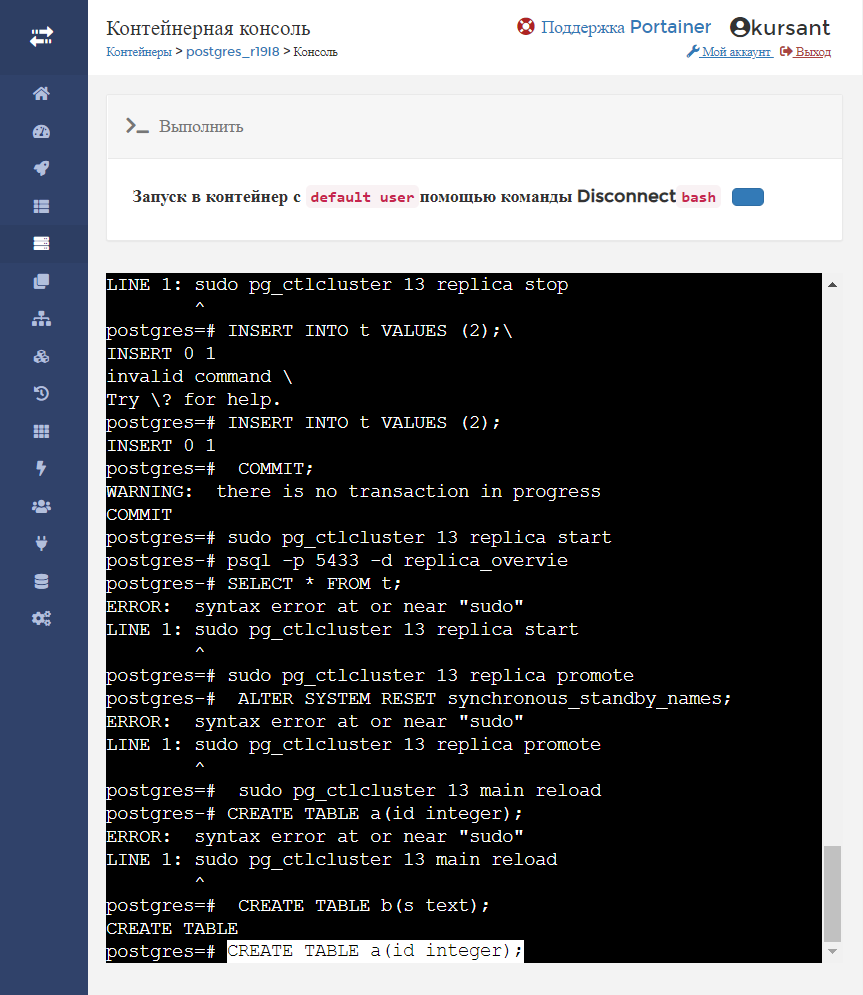 Контейнерная консоль
Поддержка Portainer
kursant
Контейнеры > postgres_r19l8 > Консоль
Мой аккаунт Выход
Выполнить
Запуск в контейнер с default user помощью команды Disconnect bash
LINE 1: sudo pg_ctlcluster 13 replica stop
^
postgres=# INSERT INTO t VALUES (2);\
INSERT 0 1
invalid command \
Try \? for help.
postgres=# INSERT INTO t VALUES (2);
INSERT 0 1
postgres=#  COMMIT;
WARNING:  there is no transaction in progress
COMMIT
postgres=# sudo pg_ctlcluster 13 replica start
postgres-# psql -p 5433 -d replica_overvie
postgres-# SELECT * FROM t;
ERROR:  syntax error at or near "sudo"
LINE 1: sudo pg_ctlcluster 13 replica start
^
postgres=# sudo pg_ctlcluster 13 replica promote
postgres-#  ALTER SYSTEM RESET synchronous_standby_names;
ERROR:  syntax error at or near "sudo"
LINE 1: sudo pg_ctlcluster 13 replica promote
^
postgres=#  sudo pg_ctlcluster 13 main reload
postgres-# CREATE TABLE a(id integer);
ERROR:  syntax error at or near "sudo"
LINE 1: sudo pg_ctlcluster 13 main reload
^
postgres=#  CREATE TABLE b(s text);
CREATE TABLE
postgres=# CREATE TABLE a(id integer);